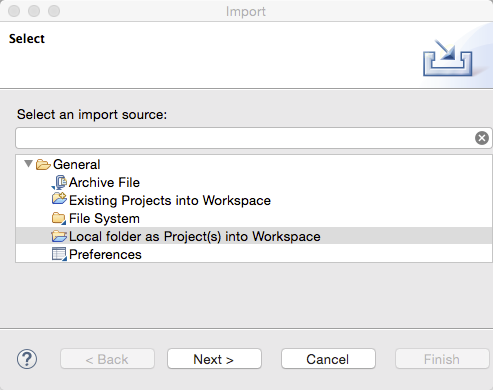 Import
Select
Select an import source:
General
Archive File
Existing Projects into Workspace
File System
Local folder as Project(s) into Workspace
Preferences
?
< Back
Next >
Cancel
Finish